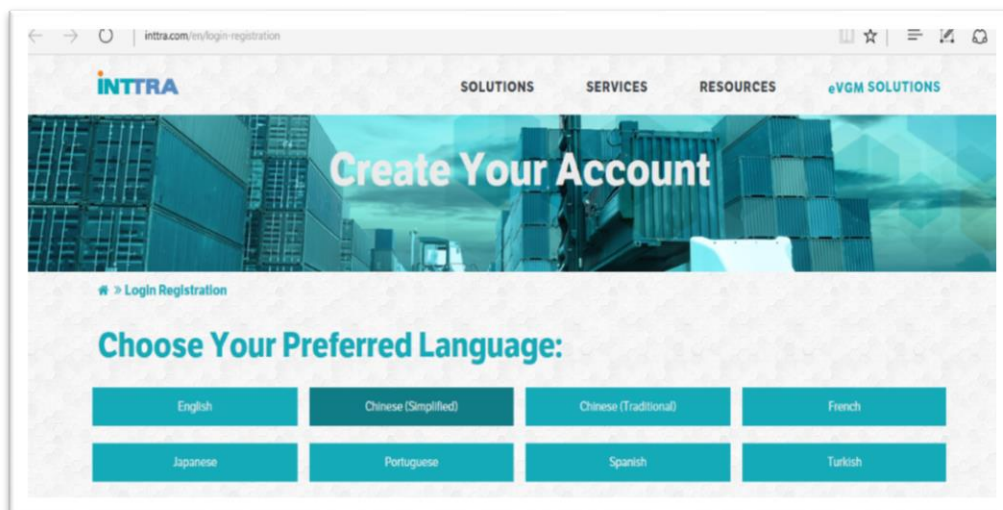 inttra.com/en/login-registration
INTTRA
SOLUTIONS SERVICES RESOURCES eVGM SOLUTIONS
Create Your Account
» Login Registration
Choose Your Preferred Language:
English Chinese (Simplified) Chinese (Traditional) French
Japanese Portuguese Spanish Turkish